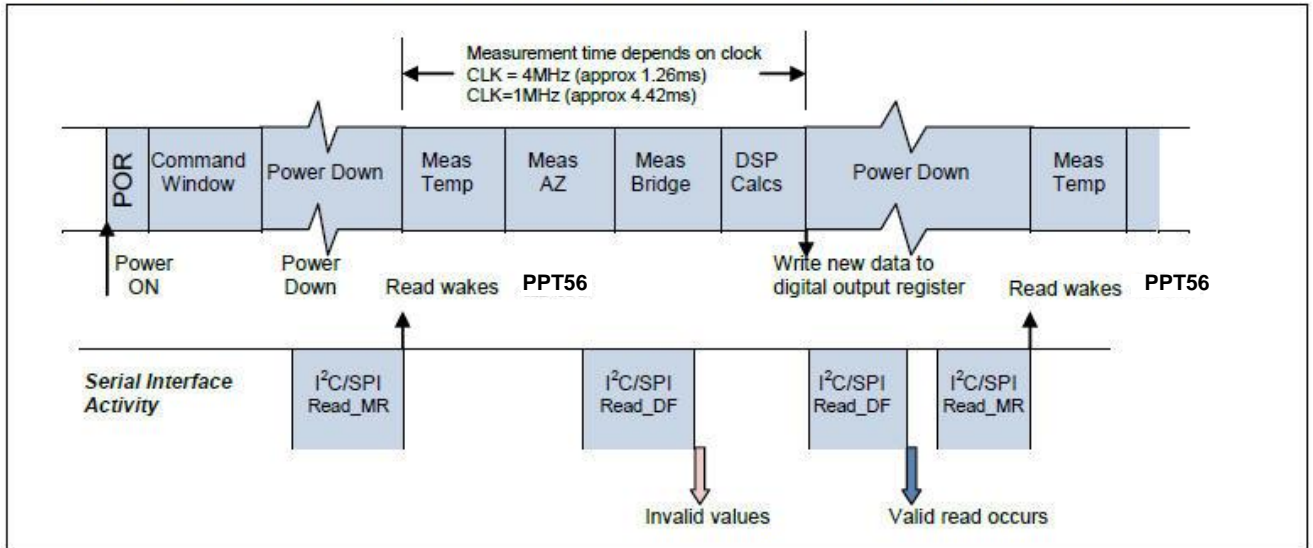 Measurement time depends on clock
CLK = 4MHz (approx 1.26ms)
CLK=1MHz (approx 4.42ms)
POR
Command
Window
Power Down
Meas
Temp
Meas
AZ
Meas
Bridge
DSP
Calcs
Power Down
Meas
Temp
Power
ON
Power
Down
Read wakes PPT56
Write new data to
digital output register
Read wakes PPT56
Serial Interface
Activity
I²C/SPI
Read_MR
I²C/SPI
Read_DF
I²C/SPI
Read_DF
I²C/SPI
Read_MR
Invalid values
Valid read occurs